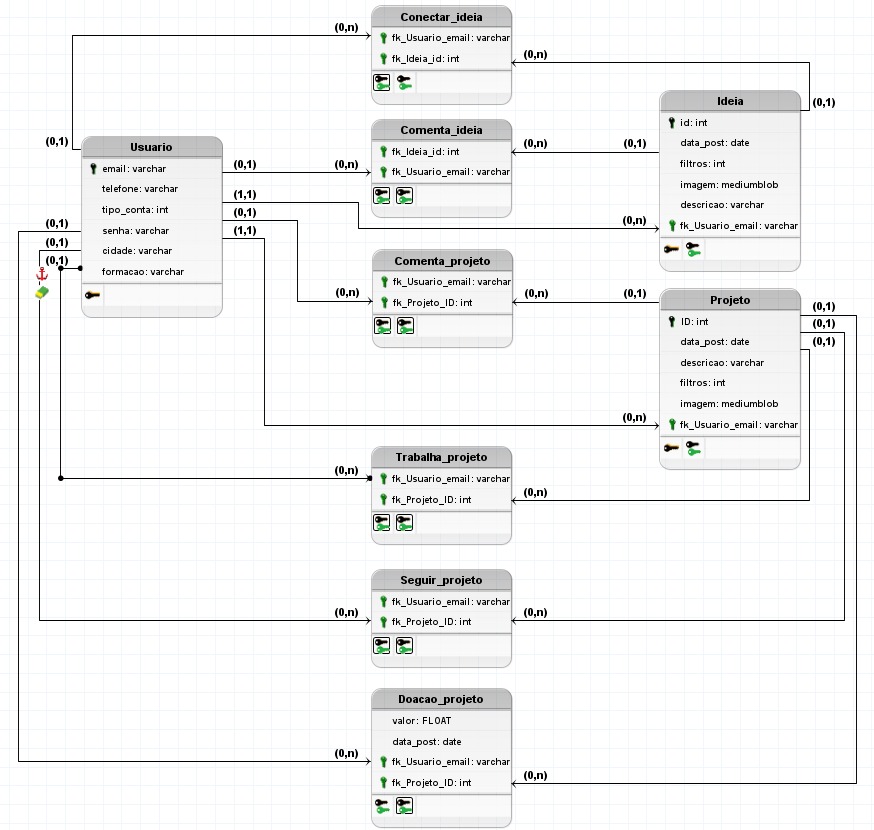 Conectar_ideia
fk_Usuario_email: varchar
fk_Ideia_id: int
(0,n)
(0,n)
(0,1)
(0,1)
Comenta_ideia
fk_Ideia_id: int
fk_Usuario_email: varchar
(0,n)
(0,1)
(0,1)
(0,n)
Ideia
id: int
data_post: date
filtros: int
imagem: mediumblob
descricao: varchar
fk_Usuario_email: varchar
Usuario
email: varchar
telefone: varchar
tipo_conta: int
senha: varchar
cidade: varchar
formacao: varchar
(1,1)
(0,1)
(1,1)
(0,n)
(0,1)
(0,1)
(0,1)
Comenta_projeto
fk_Usuario_email: varchar
fk_Projeto_ID: int
(0,n)
(0,n)
(0,1)
Projeto
ID: int
data_post: date
descricao: varchar
filtros: int
imagem: mediumblob
fk_Usuario_email: varchar
(0,1)
(0,1)
(0,1)
(0,n)
Trabalha_projeto
fk_Usuario_email: varchar
fk_Projeto_ID: int
(0,n)
(0,n)
Seguir_projeto
fk_Usuario_email: varchar
fk_Projeto_ID: int
(0,n)
(0,n)
Doacao_projeto
valor: FLOAT
data_post: date
fk_Usuario_email: varchar
fk_Projeto_ID: int
(0,n)
(0,n)